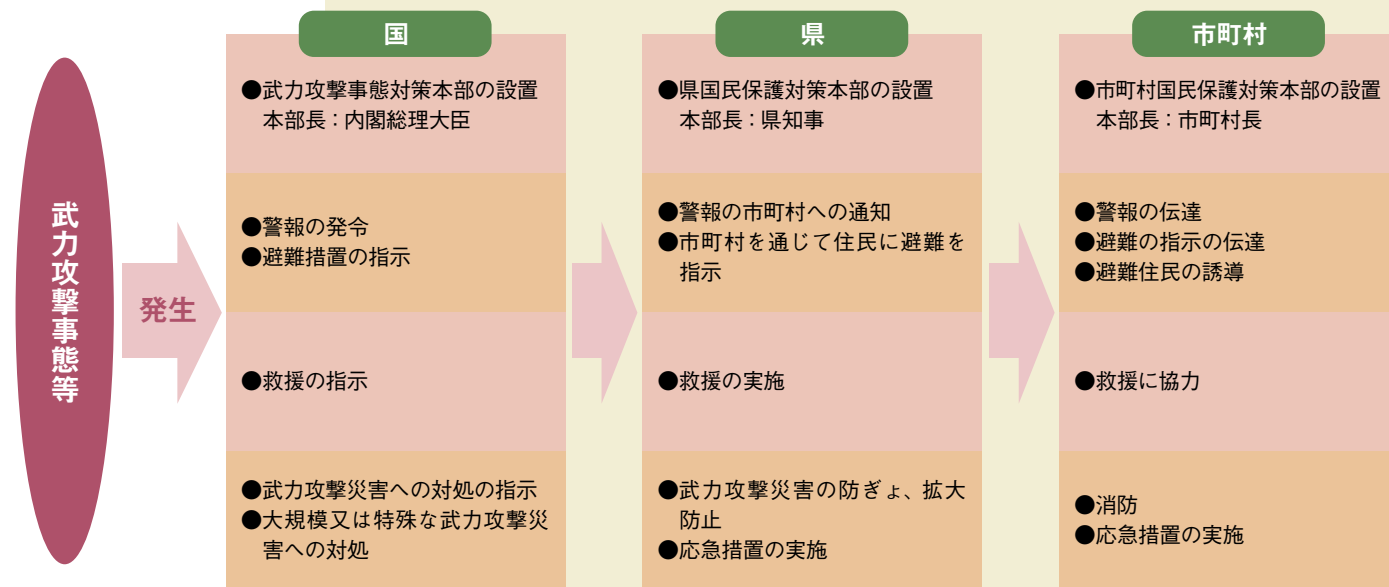 武力攻撃事態等
発生
国
●武力攻撃事態対策本部の設置
本部長：内閣総理大臣
●警報の発令
●避難措置の指示
●救援の指示
●武力攻撃災害への対処の指示
●大規模又は特殊な武力攻撃災
害への対処
県
●県国民保護対策本部の設置
本部長：県知事
●警報の市町村への通知
●市町村を通じて住民に避難を
指示
●救援の実施
●武力攻撃災害の防ぎょ、拡大
防止
●応急措置の実施
市町村
●市町村国民保護対策本部の設置
本部長：市町村長
●警報の伝達
●避難の指示の伝達
●避難住民の誘導
●救援に協力
●消防
●応急措置の実施